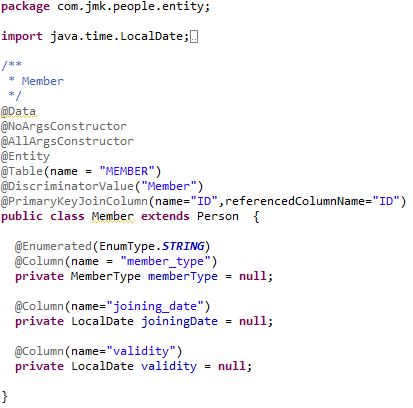 package com.jmk.people.entity;
import java.time.LocalDate;
/**
* Member
*/
@Data
@NoArgsConstructor
@AllArgsConstructor
@Entity
@Table(name = "MEMBER")
@DiscriminatorValue("Member")
@PrimaryKeyJoinColumn(name="ID",referencedColumnName="ID")
public class Member extends Person  {
@Enumerated(EnumType.STRING)
@Column(name = "member_type")
private MemberType memberType = null;
@Column(name="joining_date")
private LocalDate joiningDate = null;
@Column(name="validity")
private LocalDate validity = null;
}